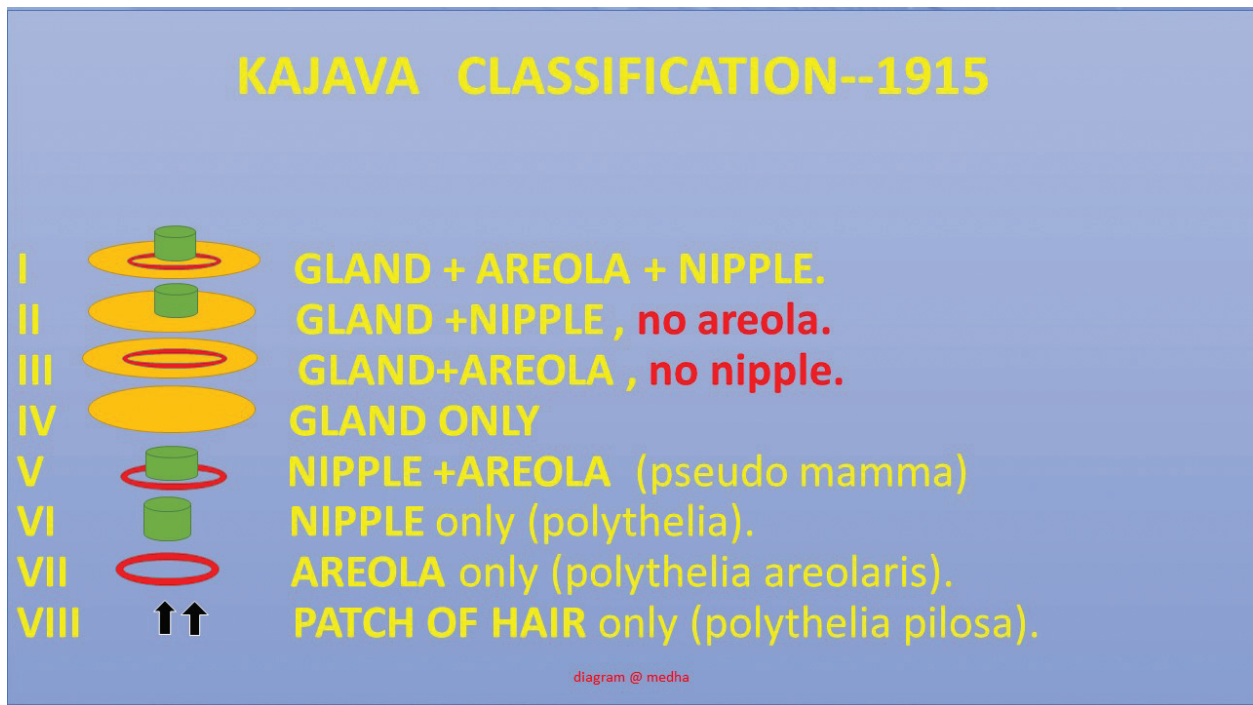 KAJAVA CLASSIFICATION--1915
I GLAND + AREOLA + NIPPLE.
II GLAND +NIPPLE , no areola.
III GLAND+AREOLA , no nipple.
IV GLAND ONLY
V NIPPLE +AREOLA (pseudo mamma)
VI NIPPLE only (polythelia).
VII AREOLA only (polythelia areolaris).
VIII PATCH OF HAIR only (polythelia pilosa).
diagram @ medha